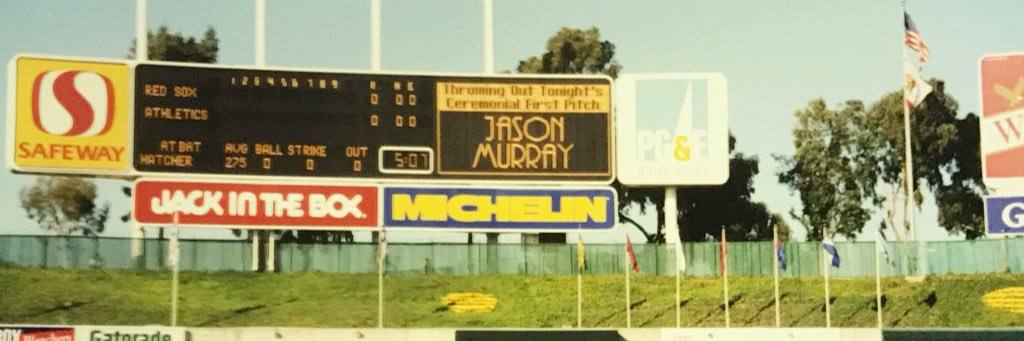 1 2 3 4 5 6 7 8 9 R H E
RED SOX 0 0 0
ATHLETICS 0 0 0
AT BAT AVG BALL STRIKE OUT
HATCHER 275 0 0 0 5:07
Throwing Out Tonight's
Ceremonial First Pitch
JASON
MURRAY
SAFEWAY
PG&E
W
JACK IN THE BOX
MICHELIN
G
Gatorade